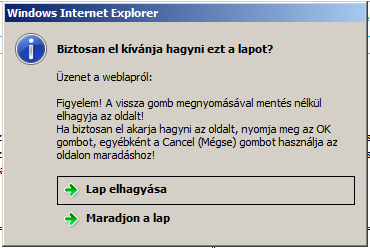 Windows Internet Explorer
Biztosan el kívánja hagyni ezt a lapot?
Üzenet a weblapról:
Figyelem! A vissza gomb megnyomásával mentés nélkül
elhagyja az oldalt!
Ha biztosan el akarja hagyni az oldalt, nyomja meg az OK
gombot, egyébként a Cancel (Mégse) gombot használja az
oldalon maradáshoz!
Lap elhagyása
Maradjon a lap